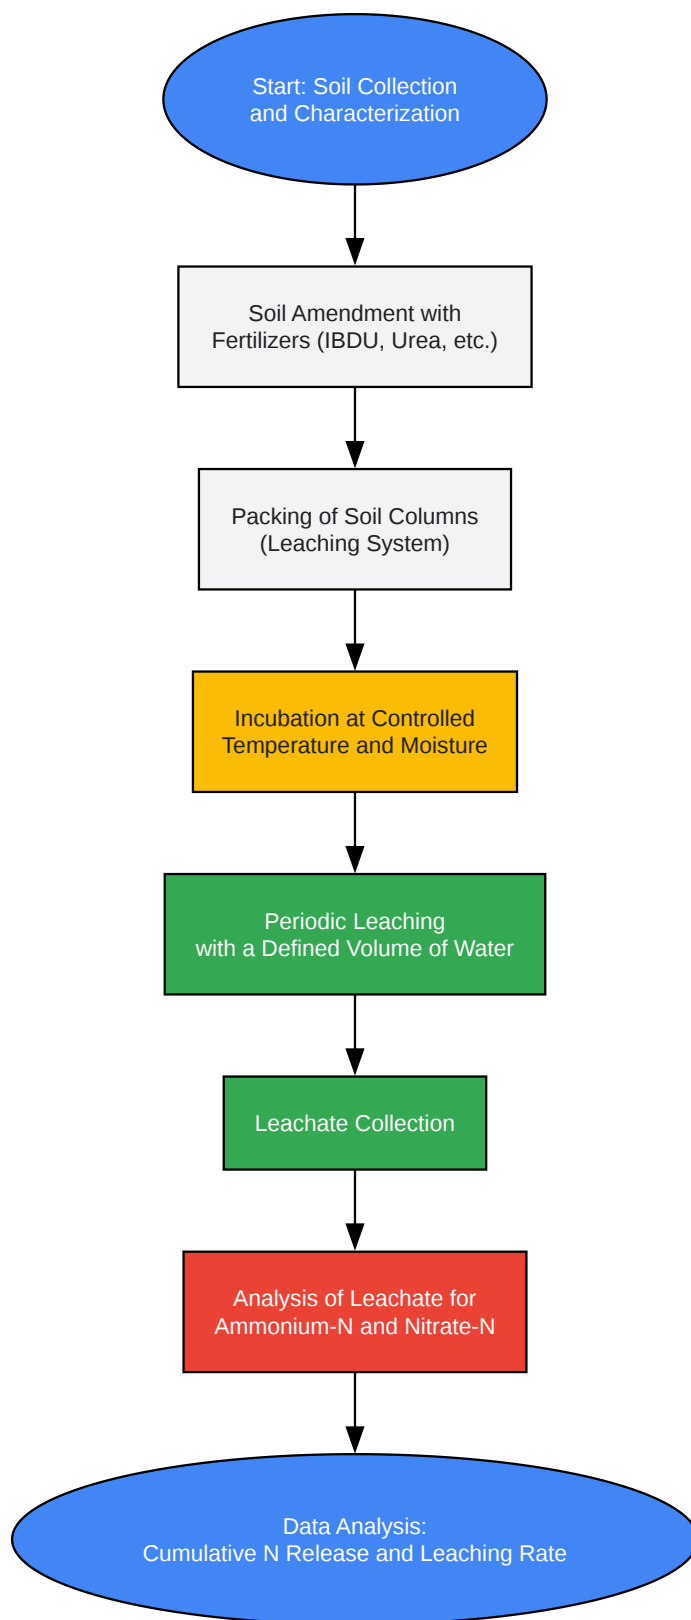 Start: Soil Collection
and Characterization
Soil Amendment with
Fertilizers (IBDU, Urea, etc.)
Packing of Soil Columns
(Leaching System)
Incubation at Controlled
Temperature and Moisture
Periodic Leaching
with a Defined Volume of Water
Leachate Collection
Analysis of Leachate for
Ammonium-N and Nitrate-N
Data Analysis:
Cumulative N Release and Leaching Rate